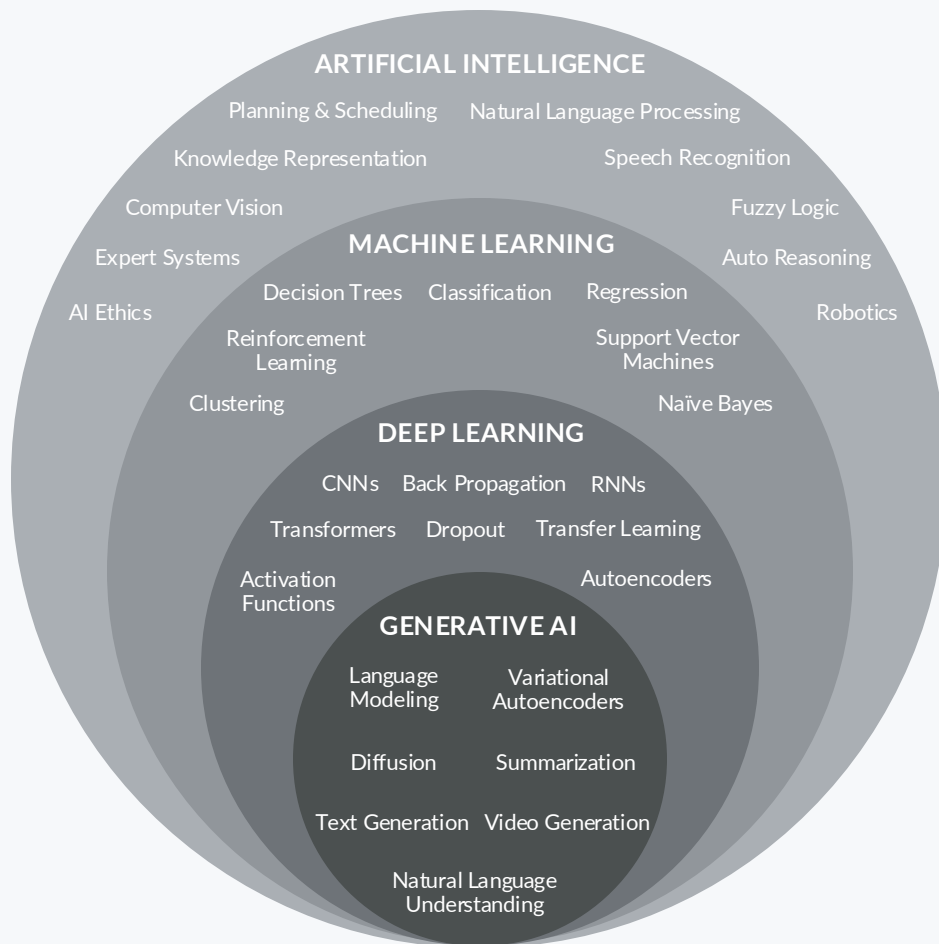 ARTIFICIAL INTELLIGENCE
Planning & Scheduling Natural Language Processing
Knowledge Representation Speech Recognition
Computer Vision Fuzzy Logic
Expert Systems Auto Reasoning
AI Ethics Robotics
MACHINE LEARNING
Decision Trees Classification Regression
Reinforcement
Learning
Support Vector
Machines
Clustering Naïve Bayes
DEEP LEARNING
CNNs Back Propagation RNNs
Transformers Dropout Transfer Learning
Activation
Functions
Autoencoders
GENERATIVE AI
Language
Modeling
Variational
Autoencoders
Diffusion Summarization
Text Generation Video Generation
Natural Language
Understanding